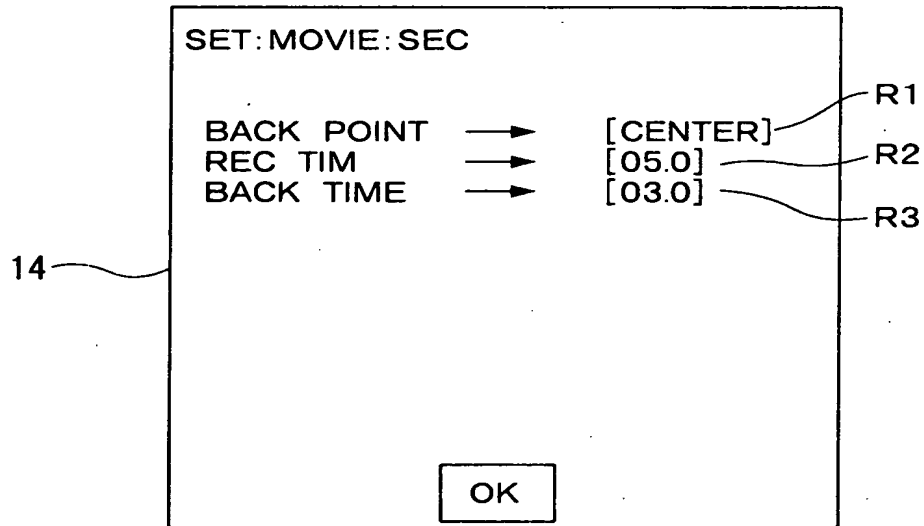 SET:MOVIE:SEC
BACK POINT → [CENTER] R1
REC TIM → [05.0] R2
BACK TIME → [03.0] R3
14
OK